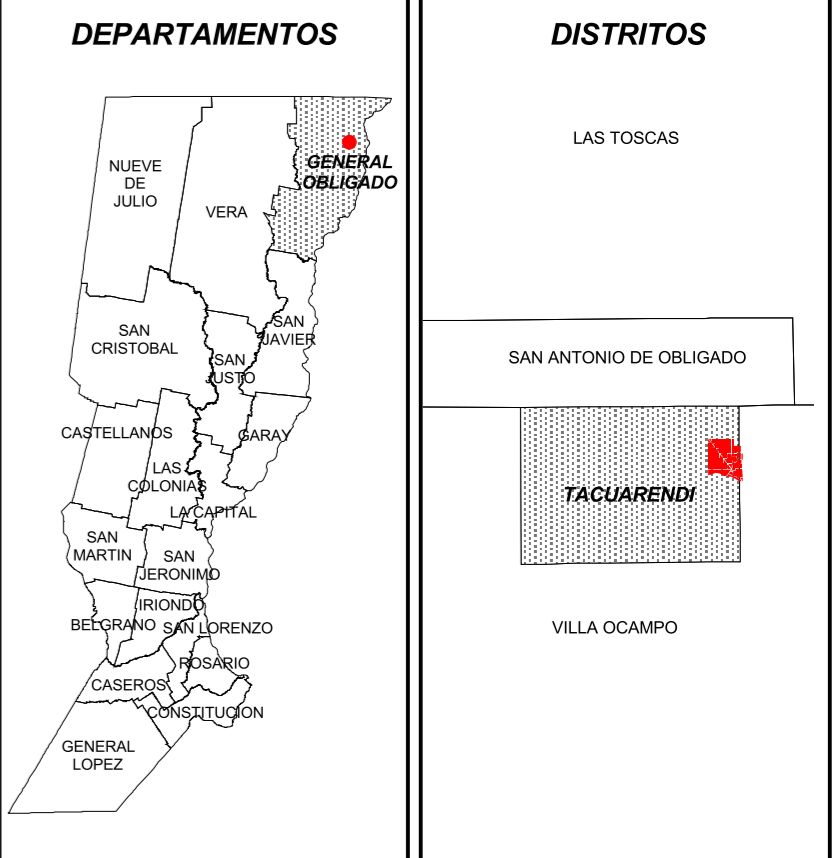 DEPARTAMENTOS
NUEVE
DE
JULIO
VERA
GENERAL
OBLIGADO
SAN
CRISTOBAL
SAN
JAVIER
SAN
JUSTO
CASTELLANOS
LAS
COLONIAS
GARAY
LA CAPITAL
SAN
MARTIN
SAN
JERONIMO
IRIONDO
BELGRANO
SAN LORENZO
ROSARIO
CASEROS
CONSTITUCION
GENERAL
LOPEZ
DISTRITOS
LAS TOSCAS
SAN ANTONIO DE OBLIGADO
TACUARENDI
VILLA OCAMPO